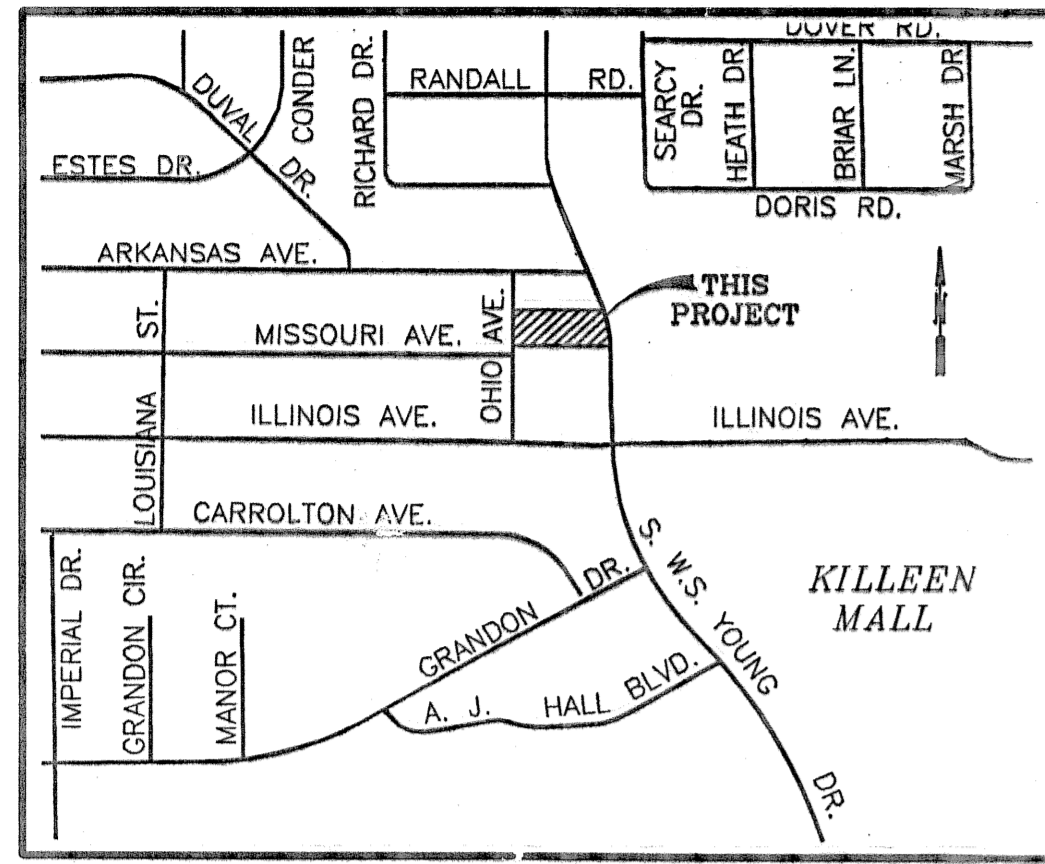 DOVER RD.
DUVAL DR.
CONDER
RICHARD DR.
RANDALL RD.
SEARCY
DR.
HEATH DR.
BRIAR LN.
MARSH DR.
ESTES DR.
DORIS RD.
ARKANSAS AVE.
THIS
PROJECT
LOUISIANA ST.
MISSOURI AVE.
OHIO AVE.
ILLINOIS AVE.
ILLINOIS AVE.
CARROLTON AVE.
S. W.S. YOUNG DR.
IMPERIAL DR.
GRANDON CIR.
MANOR CT.
GRANDON DR.
KILLEEN
MALL
A. J. HALL BLVD.